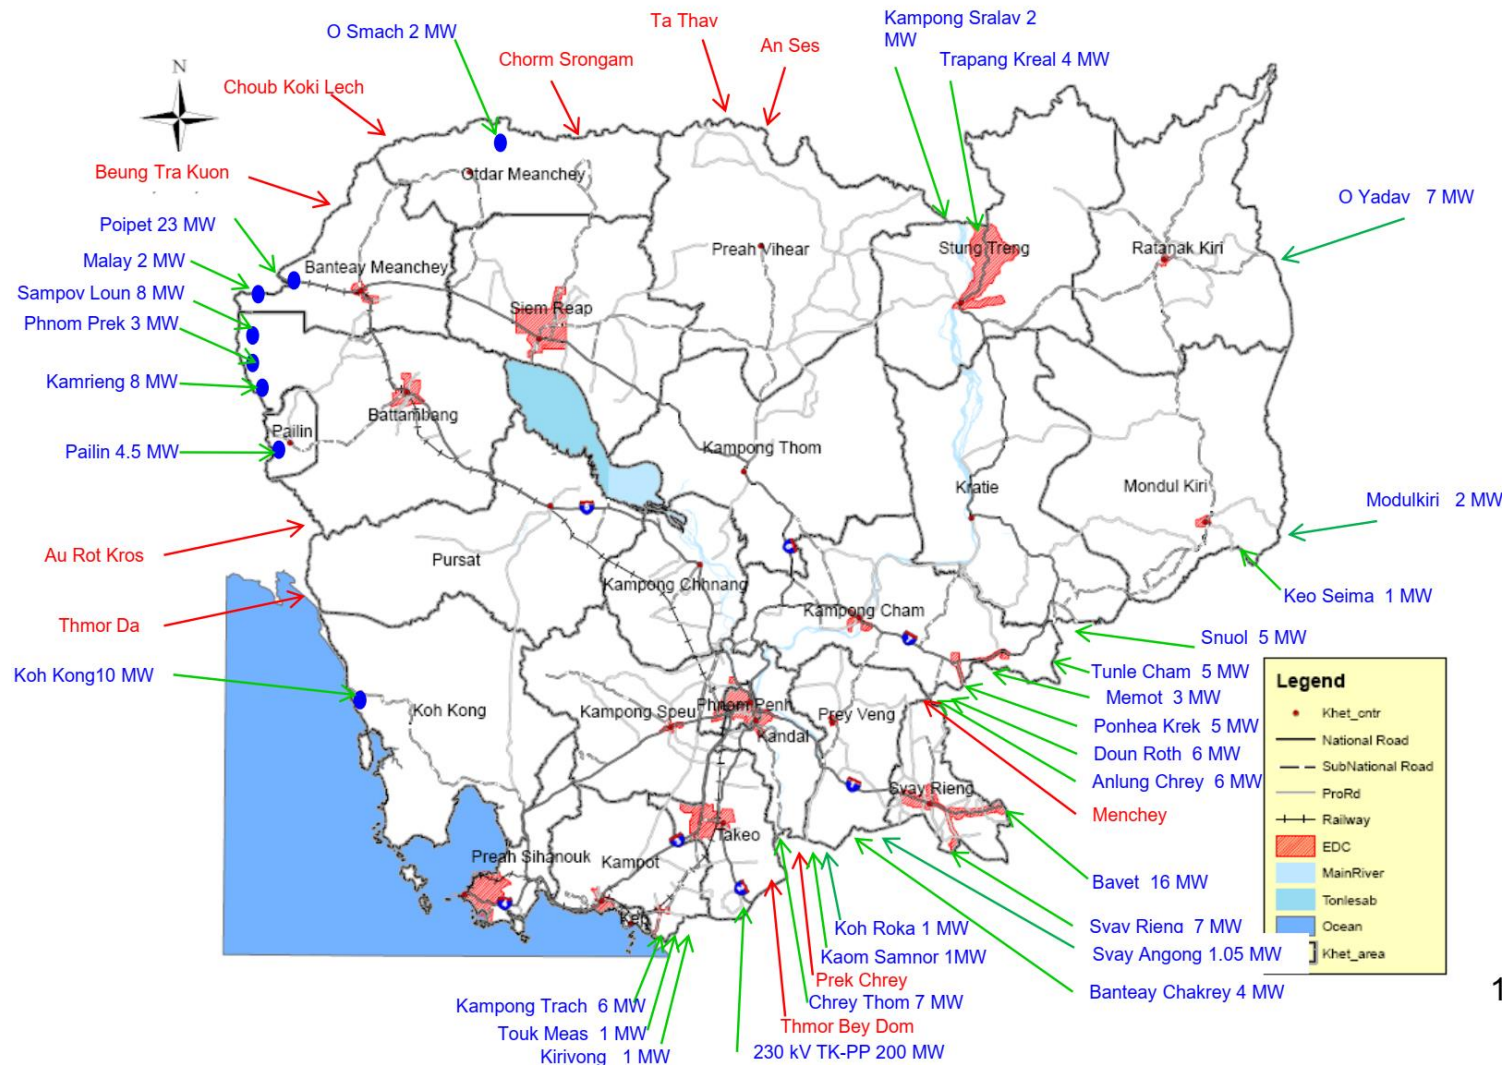 Ta Thav
Kampong Sralav 2
MW
O Smach 2 MW
An Ses
Chorm Srongam
Trapang Kreal 4 MW
N
Choub Koki Lech
Beung Tra Kuon
Otdar Meanchey
O Yadav 7 MW
Poipet 23 MW
Preah Vihear
Stung Treng
Ratanak Kiri
Malay 2 MW
Banteay Meanchey
Sampov Loun 8 MW
Siem Reap
Phnom Prek 3 MW
Kamrieng 8 MW
Battambang
Pailin
Pailin 4.5 MW
Kampong Thom
Kratie
Mondul Kiri
Modulkiri 2 MW
Au Rot Kros
Pursat
Kampong Chhnang
Keo Seima 1 MW
Kampong Cham
Thmor Da
Snuol 5 MW
Koh Kong10 MW
Tunle Cham 5 MW
Memot 3 MW
Koh Kong
Kampong Speu
Phnom Penh
Prey Veng
Kandal
Ponhea Krek 5 MW
Doun Roth 6 MW
Anlung Chrey 6 MW
Svay Rieng
Menchey
Takeo
Preah Sihanouk
Kampot
Kep
Bavet 16 MW
Koh Roka 1 MW
Svay Rieng 7 MW
Kaom Samnor 1MW
Svay Angong 1.05 MW
Prek Chrey
Banteay Chakrey 4 MW
Kampong Trach 6 MW
Chrey Thom 7 MW
Touk Meas 1 MW
Thmor Bey Dom
Kirivong 1 MW
230 kV TK-PP 200 MW
Legend
Khet_cntr
National Road
SubNational Road
ProRd
Railway
EDC
MainRiver
Tonlesab
Ocean
Khet_area
1